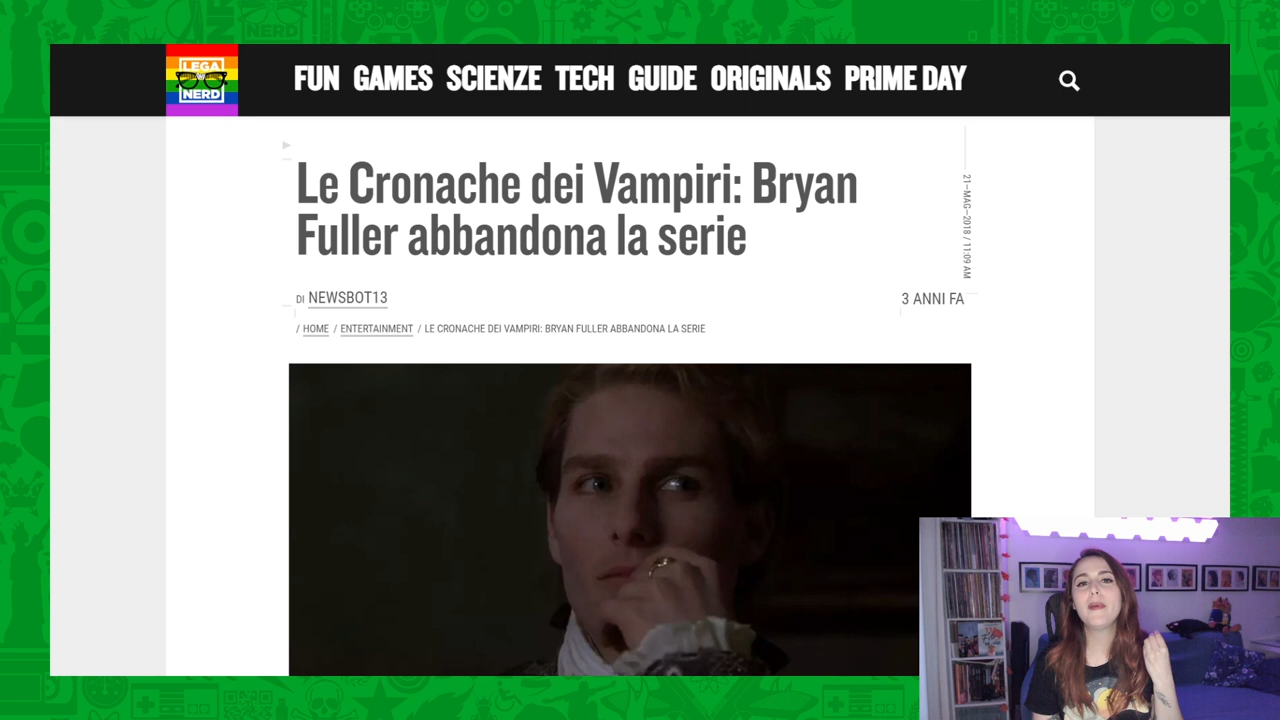 LEGA
NERD
FUN GAMES SCIENZE TECH GUIDE ORIGINALS PRIME DAY
Le Cronache dei Vampiri: Bryan
Fuller abbandona la serie
21-MAG-2018 / 11:09 AM
DI NEWSBOT13
3 ANNI FA
/ HOME / ENTERTAINMENT / LE CRONACHE DEI VAMPIRI: BRYAN FULLER ABBANDONA LA SERIE